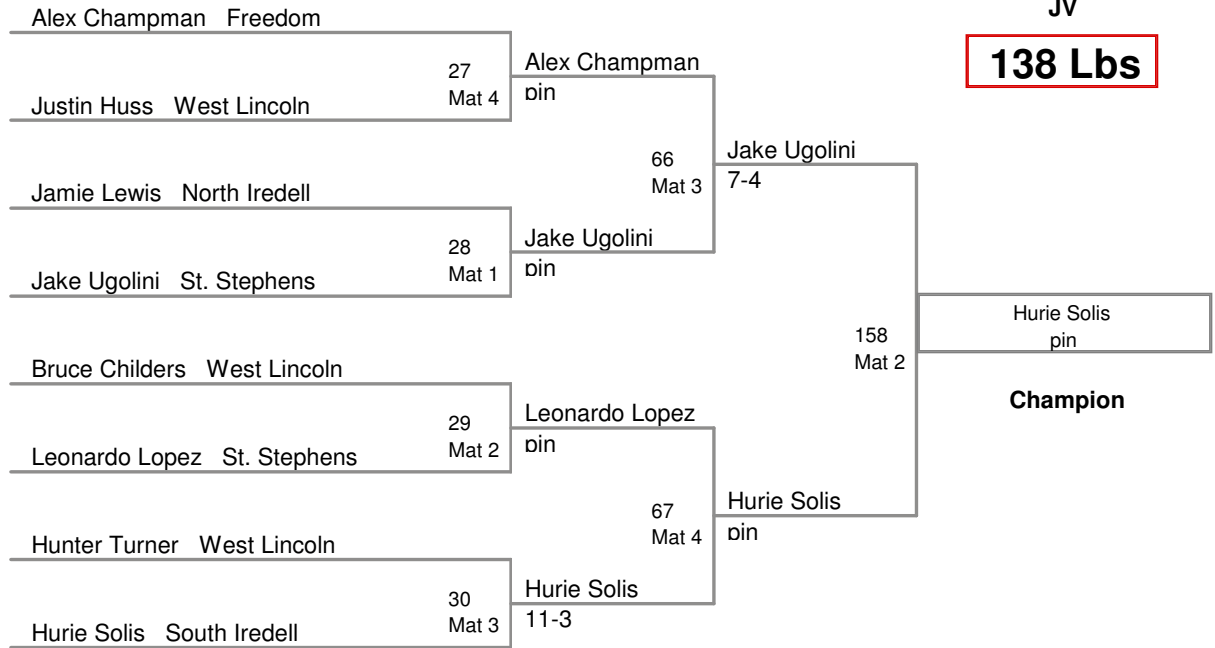 JV
138 Lbs
Alex Champman Freedom
27
Mat 4
Justin Huss West Lincoln
Alex Champman
pin
Jamie Lewis North Iredell
28
Mat 1
Jake Ugolini St. Stephens
Jake Ugolini
pin
66
Mat 3
Jake Ugolini
7-4
Bruce Childers West Lincoln
29
Mat 2
Leonardo Lopez St. Stephens
Leonardo Lopez
pin
Hunter Turner West Lincoln
30
Mat 3
Hurie Solis South Iredell
Hurie Solis
11-3
67
Mat 4
Hurie Solis
pin
158
Mat 2
Hurie Solis
pin
Champion